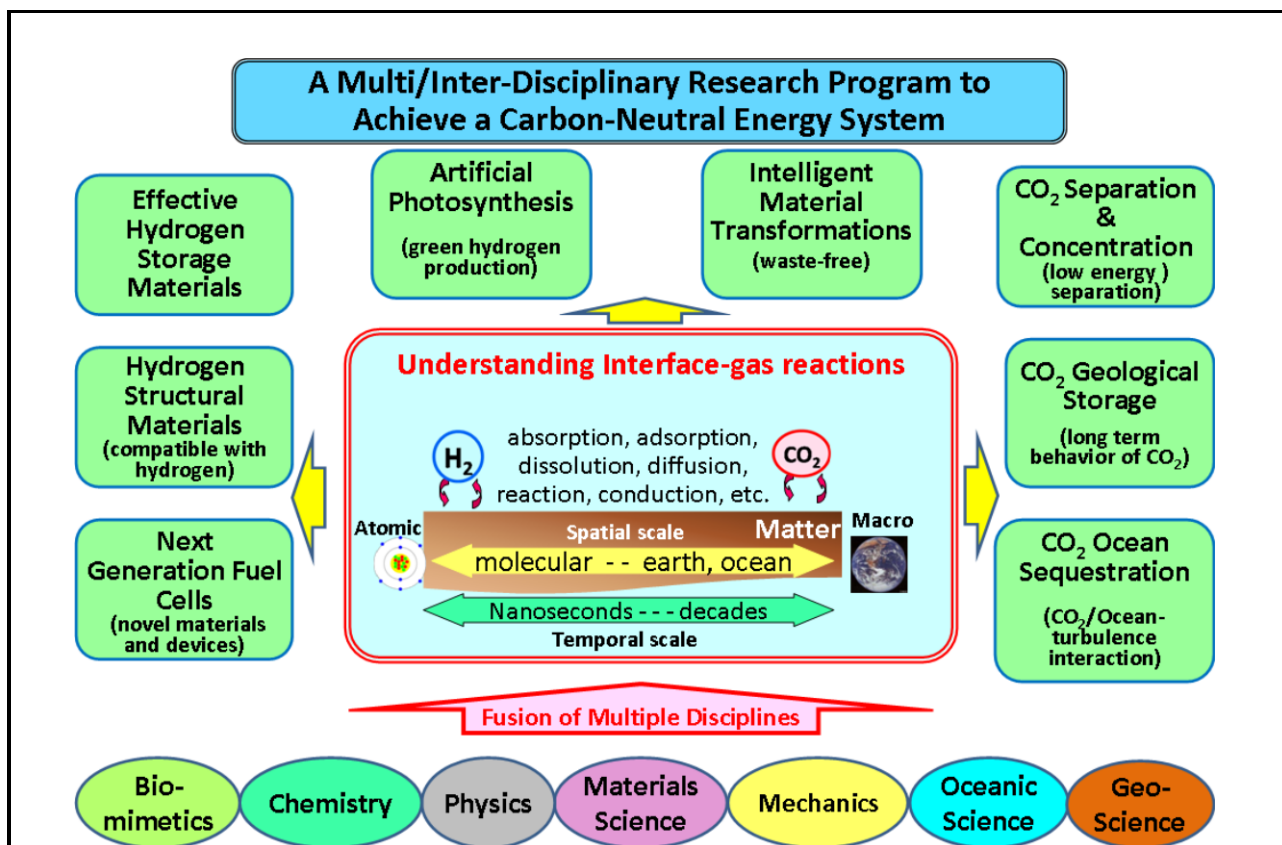 A Multi/Inter-Disciplinary Research Program to
Achieve a Carbon-Neutral Energy System
Effective
Hydrogen
Storage
Materials
Artificial
Photosynthesis
(green hydrogen
production)
Intelligent
Material
Transformations
(waste-free)
CO₂ Separation
&
Concentration
(low energy )
separation)
Hydrogen
Structural
Materials
(compatible with
hydrogen)
Next
Generation Fuel
Cells
(novel materials
and devices)
Understanding Interface-gas reactions
H₂
absorption, adsorption,
dissolution, diffusion,
reaction, conduction, etc.
CO₂
Atomic
Spatial scale
Matter
Macro
molecular - - earth, ocean
Nanoseconds - - - decades
Temporal scale
CO₂ Geological
Storage
(long term
behavior of CO₂)
CO₂ Ocean
Sequestration
(CO₂/Ocean-
turbulence
interaction)
Fusion of Multiple Disciplines
Bio-
mimetics
Chemistry
Physics
Materials
Science
Mechanics
Oceanic
Science
Geo-
Science